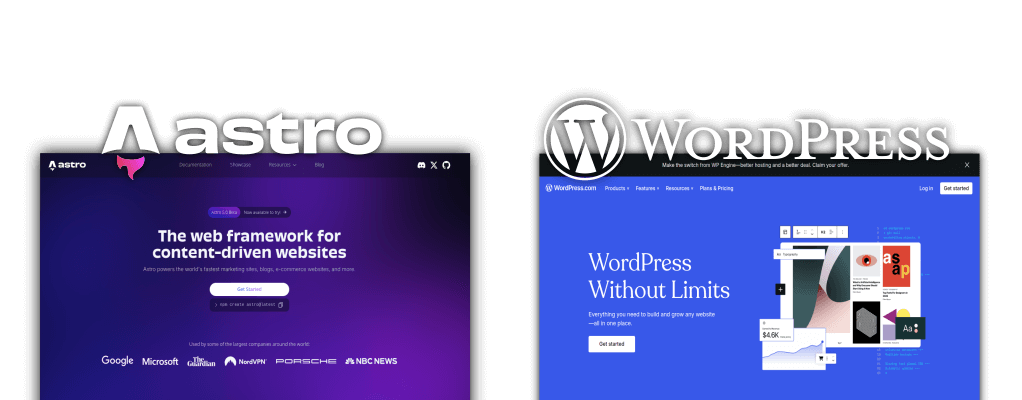 astro
WORDPRESS
astro
Documentation Showcase Resources Blog
Astro 5.0 Beta Now available to try!
The web framework for
content-driven websites
Astro powers the world's fastest marketing sites, blogs, e-commerce websites, and more.
Get Started
> npm create astro@latest
Used by some of the largest companies around the world:
Google Microsoft The Guardian NordVPN PORSCHE NBC NEWS
Make the switch from WP Engine—better hosting and a better deal. Claim your offer.
WordPress.com Products Features Resources Plans & Pricing Log in Get started
WordPress
Without Limits
Everything you need to build and grow any website
—all in one place.
Get started
Typography
as
ap
$4.6K
Aa